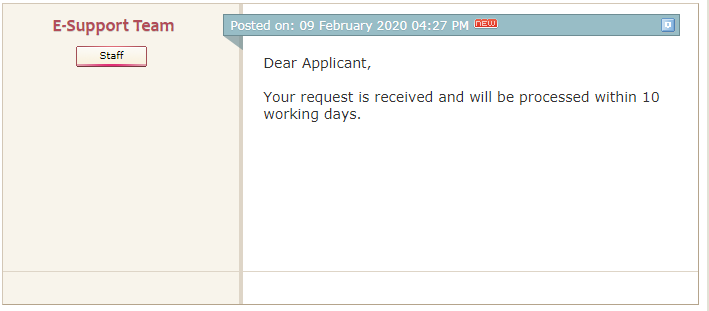 E-Support Team
Staff
Posted on: 09 February 2020 04:27 PM NEW
Dear Applicant,
Your request is received and will be processed within 10
working days.